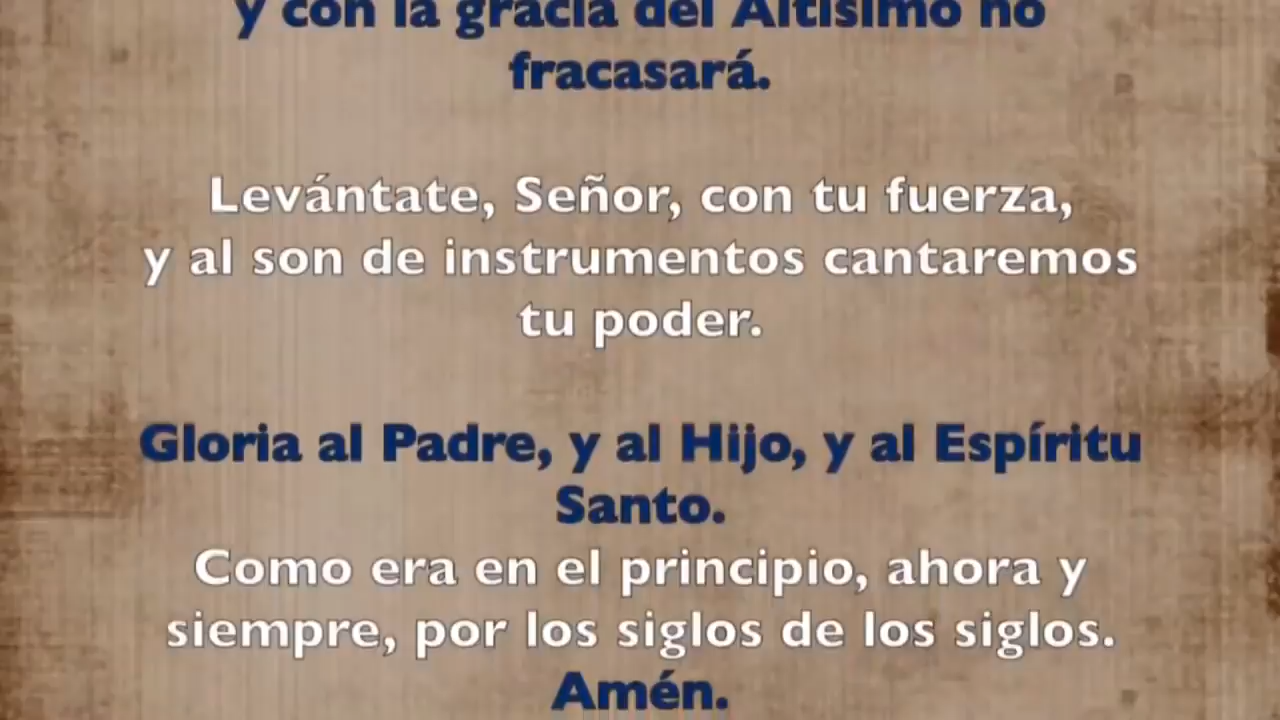 y con la gracia del Altísimo no
fracasará.
Levántate, Señor, con tu fuerza,
y al son de instrumentos cantaremos
tu poder.
Gloria al Padre, y al Hijo, y al Espíritu
Santo.
Como era en el principio, ahora y
siempre, por los siglos de los siglos.
Amén.